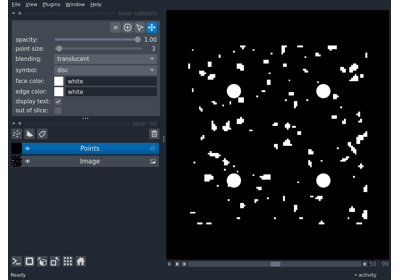 File View Plugins Window Help
layer controls
opacity: 1.00
point size: 3
blending: translucent
symbol: disc
face color: white
edge color: white
display text:
out of slice:
layer list
Points
Image
50 99
Ready
activity